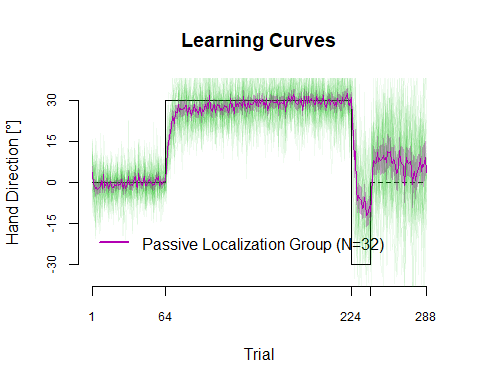 Learning Curves
Hand Direction [°]
30
15
0
-15
-30
Passive Localization Group (N=32)
1
64
224
288
Trial